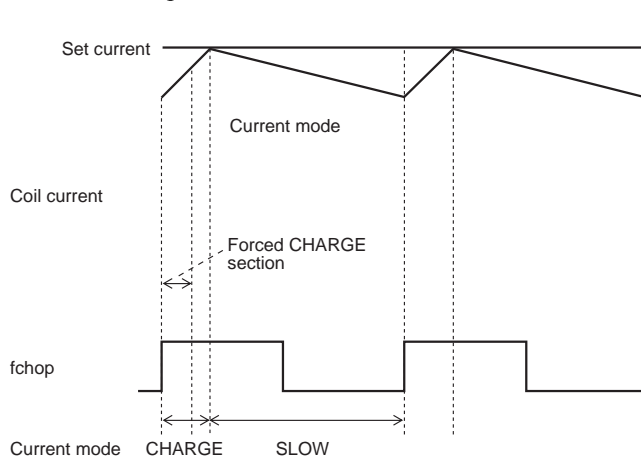 Set current
Current mode
Coil current
Forced CHARGE
section
fchop
Current mode CHARGE SLOW